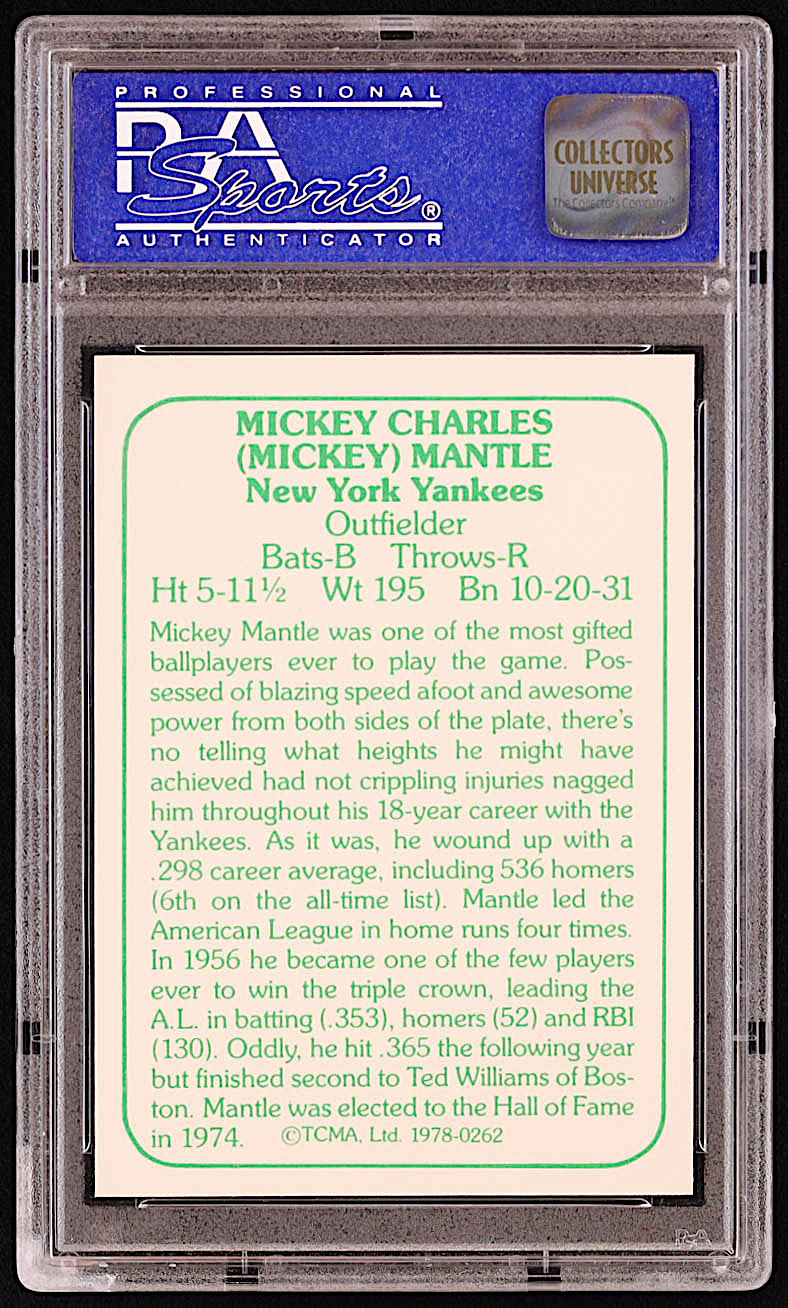 PROFESSIONAL
PSA
Sports®
AUTHENTICATOR
COLLECTORS
UNIVERSE
The Collectors Company™
MICKEY CHARLES
(MICKEY) MANTLE
New York Yankees
Outfielder
Bats-B Throws-R
Ht 5-11½ Wt 195 Bn 10-20-31
Mickey Mantle was one of the most gifted
ballplayers ever to play the game. Pos-
sessed of blazing speed afoot and awesome
power from both sides of the plate, there's
no telling what heights he might have
achieved had not crippling injuries nagged
him throughout his 18-year career with the
Yankees. As it was, he wound up with a
.298 career average, including 536 homers
(6th on the all-time list). Mantle led the
American League in home runs four times.
In 1956 he became one of the few players
ever to win the triple crown, leading the
A.L. in batting (.353), homers (52) and RBI
(130). Oddly, he hit .365 the following year
but finished second to Ted Williams of Bos-
ton. Mantle was elected to the Hall of Fame
in 1974. ©TCMA, Ltd. 1978-0262
PSA